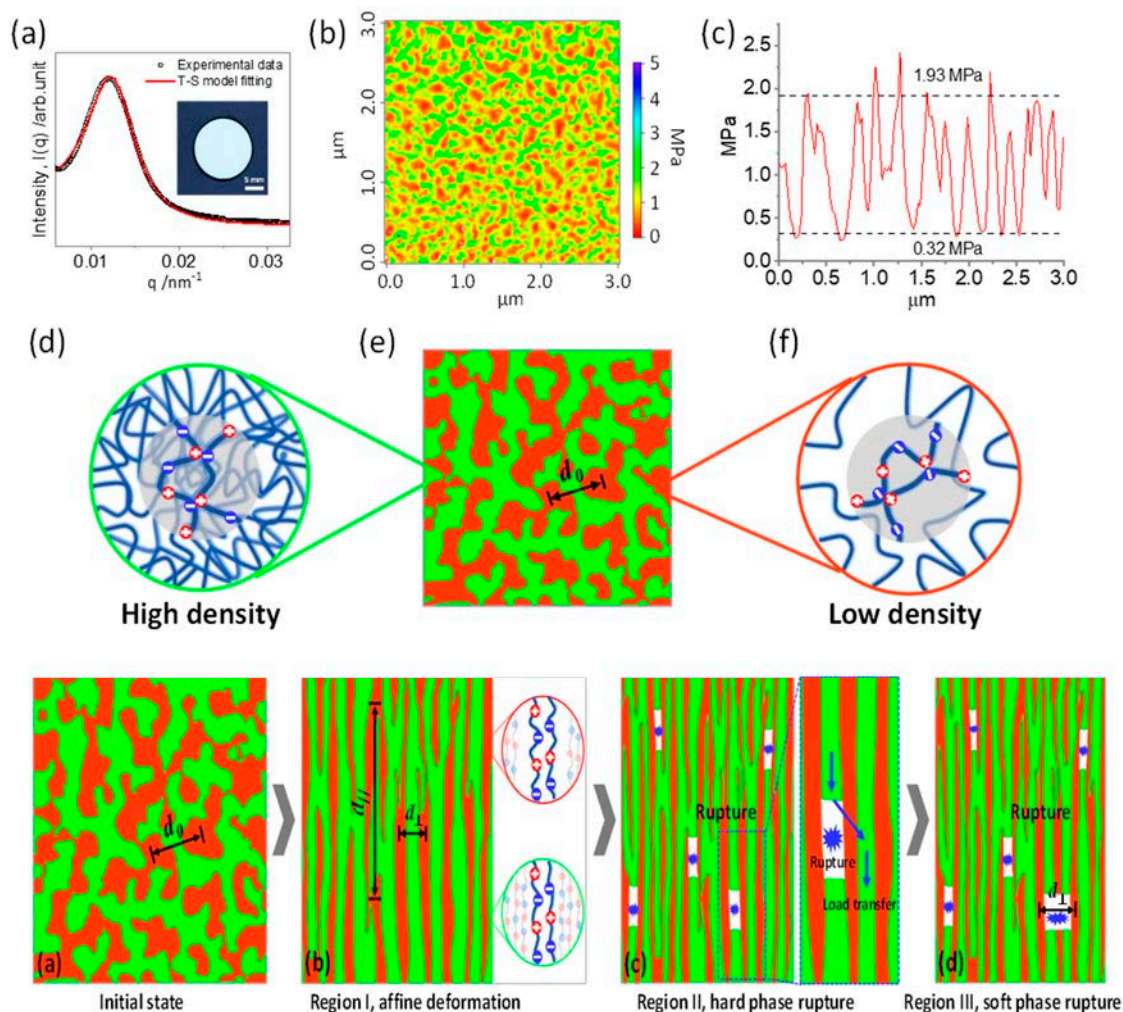 (a)
Experimental data
T-S model fitting
Intensity, I(q) /arb.unit
5 mm
0.01 0.02 0.03
q /nm⁻¹
(b)
3.0
2.0
1.0
0.0
μm
0.0 1.0 2.0 3.0
μm
5
4
3
2
1
0
MPa
(c)
2.5
2.0
1.5
1.0
0.5
0.0
MPa
1.93 MPa
0.32 MPa
0.0 0.5 1.0 1.5 2.0 2.5 3.0
μm
(d)
High density
(e)
d₀
(f)
Low density
d₀
(a)
Initial state
d//
d⊥
(b)
Region I, affine deformation
Rupture
(c)
Rupture
Load transfer
Region II, hard phase rupture
Rupture
d⊥
(d)
Region III, soft phase rupture